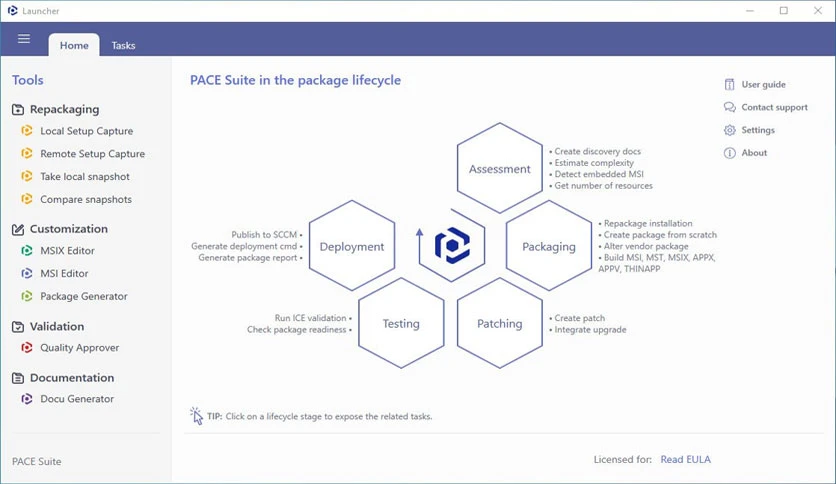 Launcher
Home
Tasks
Tools
Repackaging
Local Setup Capture
Remote Setup Capture
Take local snapshot
Compare snapshots
Customization
MSIX Editor
MSI Editor
Package Generator
Validation
Quality Approver
Documentation
Docu Generator
PACE Suite
PACE Suite in the package lifecycle
Assessment
• Create discovery docs
• Estimate complexity
• Detect embedded MSI
• Get number of resources
Packaging
• Repackage installation
• Create package from scratch
• Alter vendor package
• Build MSI, MST, MSIX, APPX,
APPV, THINAPP
Patching
• Create patch
• Integrate upgrade
Testing
Run ICE validation •
Check package readiness •
Deployment
Publish to SCCM •
Generate deployment cmd •
Generate package report •
TIP: Click on a lifecycle stage to expose the related tasks.
User guide
Contact support
Settings
About
Licensed for: Read EULA